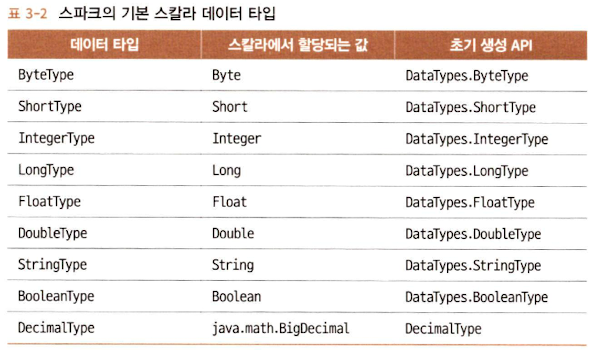 표 3-2 스파크의 기본 스칼라 데이터 타입
데이터 타입 스칼라에서 할당되는 값 초기 생성 API
ByteType Byte DataTypes.ByteType
ShortType Short DataTypes.ShortType
IntegerType Integer DataTypes.IntegerType
LongType Long DataTypes.LongType
FloatType Float DataTypes.FloatType
DoubleType Double DataTypes.DoubleType
StringType String DataTypes.StringType
BooleanType Boolean DataTypes.BooleanType
DecimalType java.math.BigDecimal DecimalType